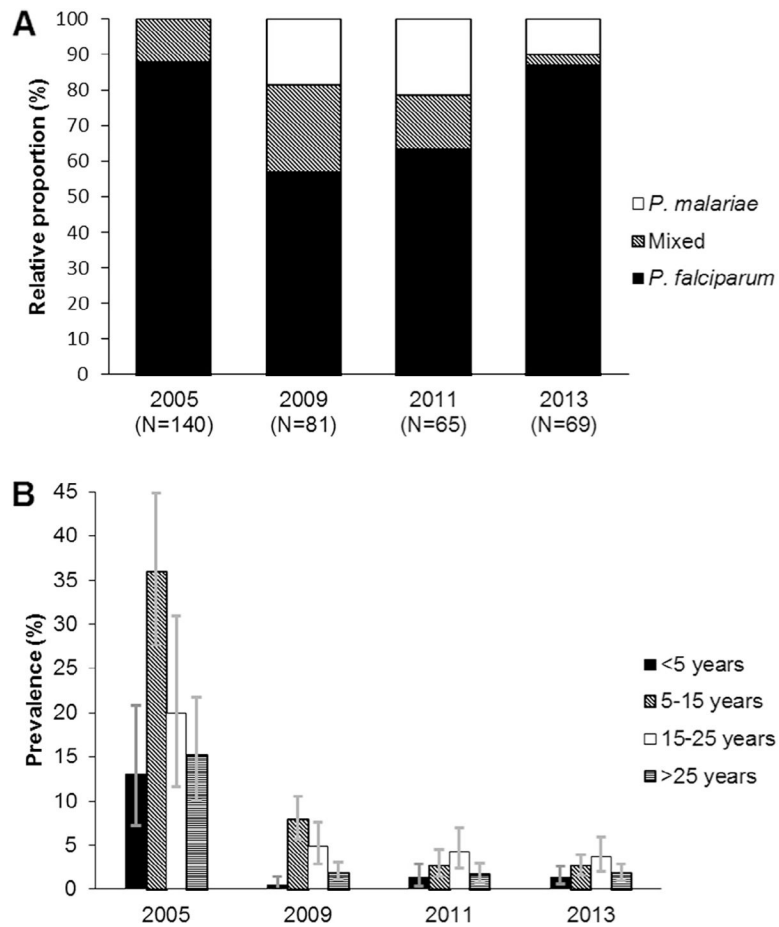 A
Relative proportion (%)
100
90
80
70
60
50
40
30
20
10
0
2005 2009 2011 2013
(N=140) (N=81) (N=65) (N=69)
P. malariae
Mixed
P. falciparum
B
Prevalence (%)
45
40
35
30
25
20
15
10
5
0
2005 2009 2011 2013
<5 years
5-15 years
15-25 years
>25 years